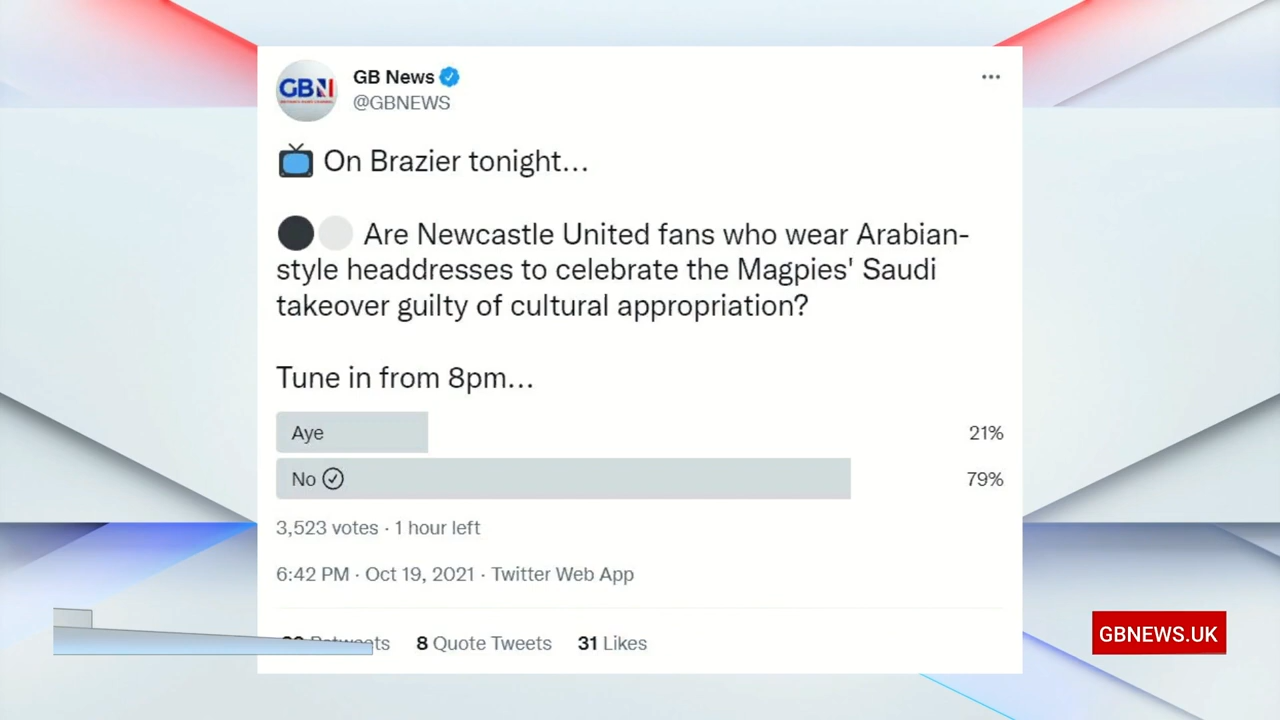 GBN
GB News
@GBNEWS
On Brazier tonight...
Are Newcastle United fans who wear Arabian-
style headdresses to celebrate the Magpies' Saudi
takeover guilty of cultural appropriation?
Tune in from 8pm...
Aye 21%
No 79%
3,523 votes · 1 hour left
6:42 PM · Oct 19, 2021 · Twitter Web App
8 Quote Tweets 31 Likes
GBNEWS.UK